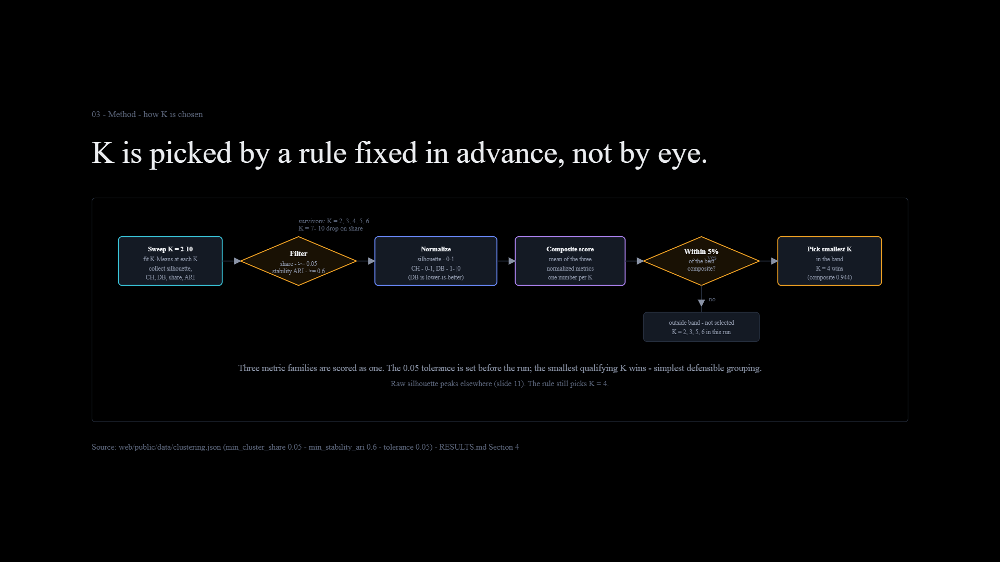 03 - Method - how K is chosen
K is picked by a rule fixed in advance, not by eye.
survivors: K = 2, 3, 4, 5, 6
K = 7- 10 drop on share
Sweep K = 2-10
fit K-Means at each K
collect silhouette,
CH, DB, share, ARI
Filter
share - >= 0.05
stability ARI - >= 0.6
Normalize
silhouette - 0-1
CH - 0-1, DB - 1- |0
(DB is lower-is-better)
Composite score
mean of the three
normalized metrics
one number per K
Within 5%
of the best
composite?
yes
Pick smallest K
in the band
K = 4 wins
(composite 0.944)
no
outside band - not selected
K = 2, 3, 5, 6 in this run
Three metric families are scored as one. The 0.05 tolerance is set before the run; the smallest qualifying K wins - simplest defensible grouping.
Raw silhouette peaks elsewhere (slide 11). The rule still picks K = 4.
Source: web/public/data/clustering.json (min_cluster_share 0.05 - min_stability_ari 0.6 - tolerance 0.05) - RESULTS.md Section 4